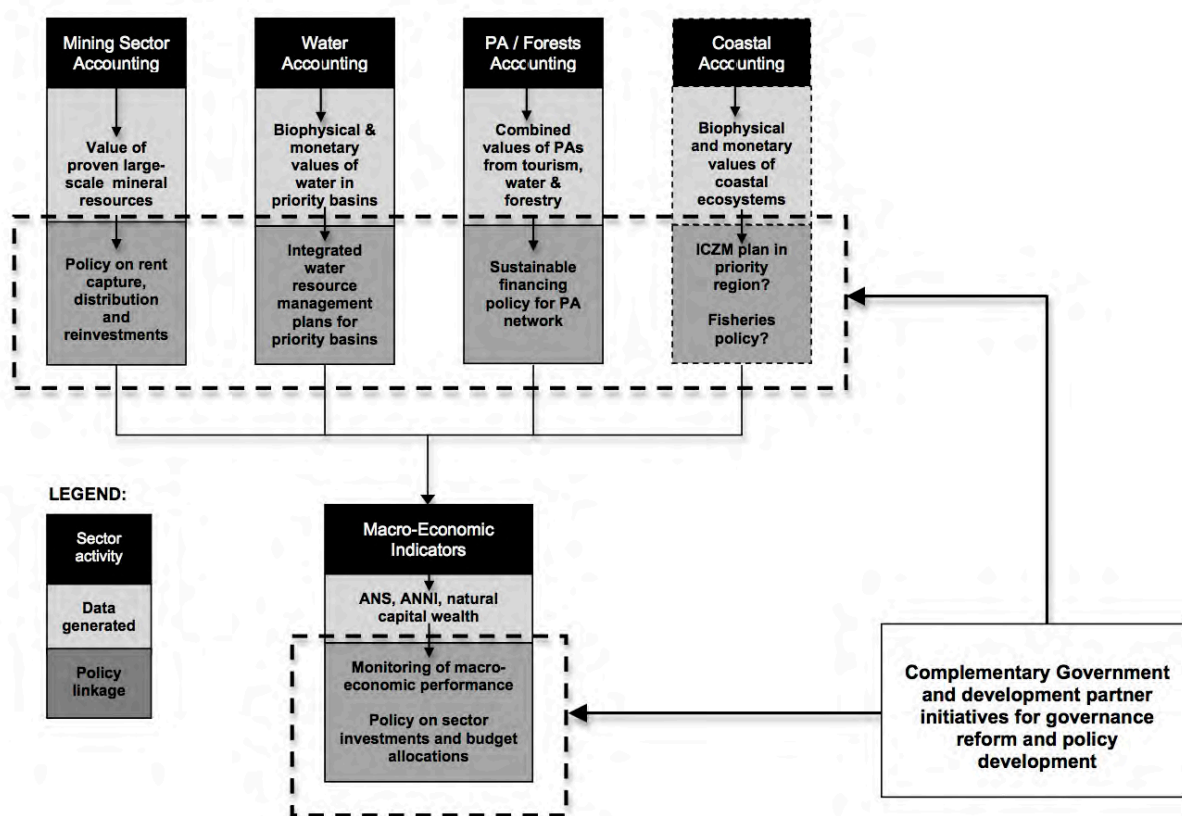 Mining Sector
Accounting
Value of
proven large-
scale mineral
resources
Policy on rent
capture,
distribution
and
reinvestments
Water
Accounting
Biophysical &
monetary
values of
water in
priority basins
Integrated
water
resource
management
plans for
priority basins
PA / Forests
Accounting
Combined
values of PAs
from tourism,
water &
forestry
Sustainable
financing
policy for PA
network
Coastal
Accounting
Biophysical
and monetary
values of
coastal
ecosystems
ICZM plan in
priority
region?
Fisheries
policy?
LEGEND:
Sector
activity
Data
generated
Policy
linkage
Macro-Economic
Indicators
ANS, ANNI, natural
capital wealth
Monitoring of macro-
economic performance
Policy on sector
investments and budget
allocations
Complementary Government
and development partner
initiatives for governance
reform and policy
development